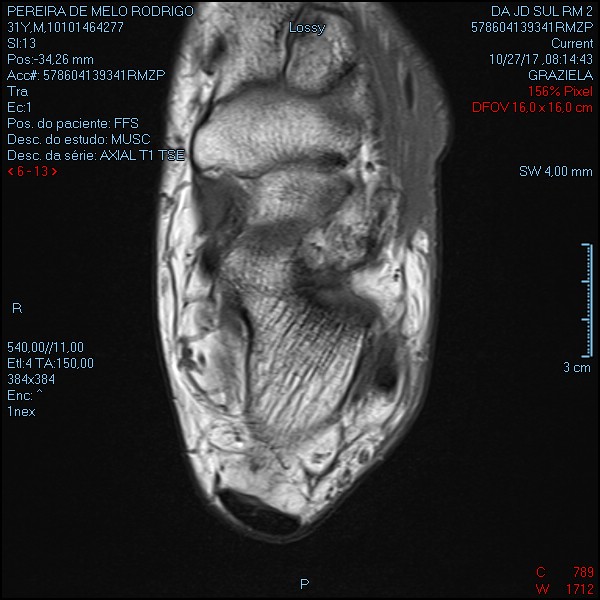 PEREIRA DE MELO RODRIGO
31Y,M,10101464277
Sl:13
Pos:-34,26 mm
Acc#: 578604139341RMZP
Tra
Ec:1
Pos. do paciente: FFS
Desc. do estudo: MUSC
Desc. da série: AXIAL T1 TSE
< 6 - 13 >
Lossy
DA JD SUL RM 2
578604139341RMZP
Current
10/27/17 ,08:14:43
GRAZIELA
156% Pixel
DFOV 16,0 x 16,0 cm
SW 4,00 mm
R
3 cm
540,00//11,00
Etl:4 TA:150,00
384x384
Enc: ^
1nex
P
C 789
W 1712